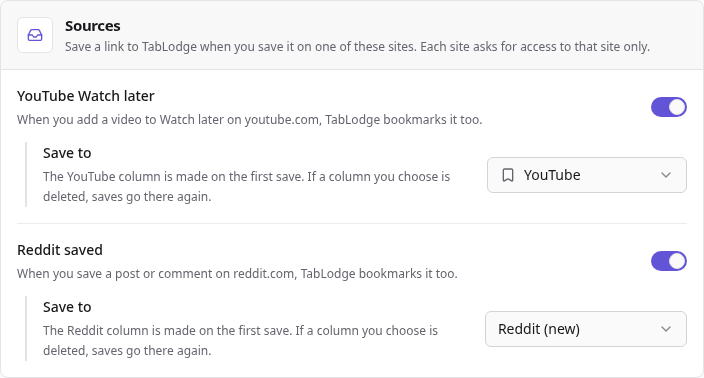 Sources
Save a link to TabLodge when you save it on one of these sites. Each site asks for access to that site only.
YouTube Watch later
When you add a video to Watch later on youtube.com, TabLodge bookmarks it too.
Save to
The YouTube column is made on the first save. If a column you choose is
deleted, saves go there again.
YouTube
Reddit saved
When you save a post or comment on reddit.com, TabLodge bookmarks it too.
Save to
The Reddit column is made on the first save. If a column you choose is
deleted, saves go there again.
Reddit (new)